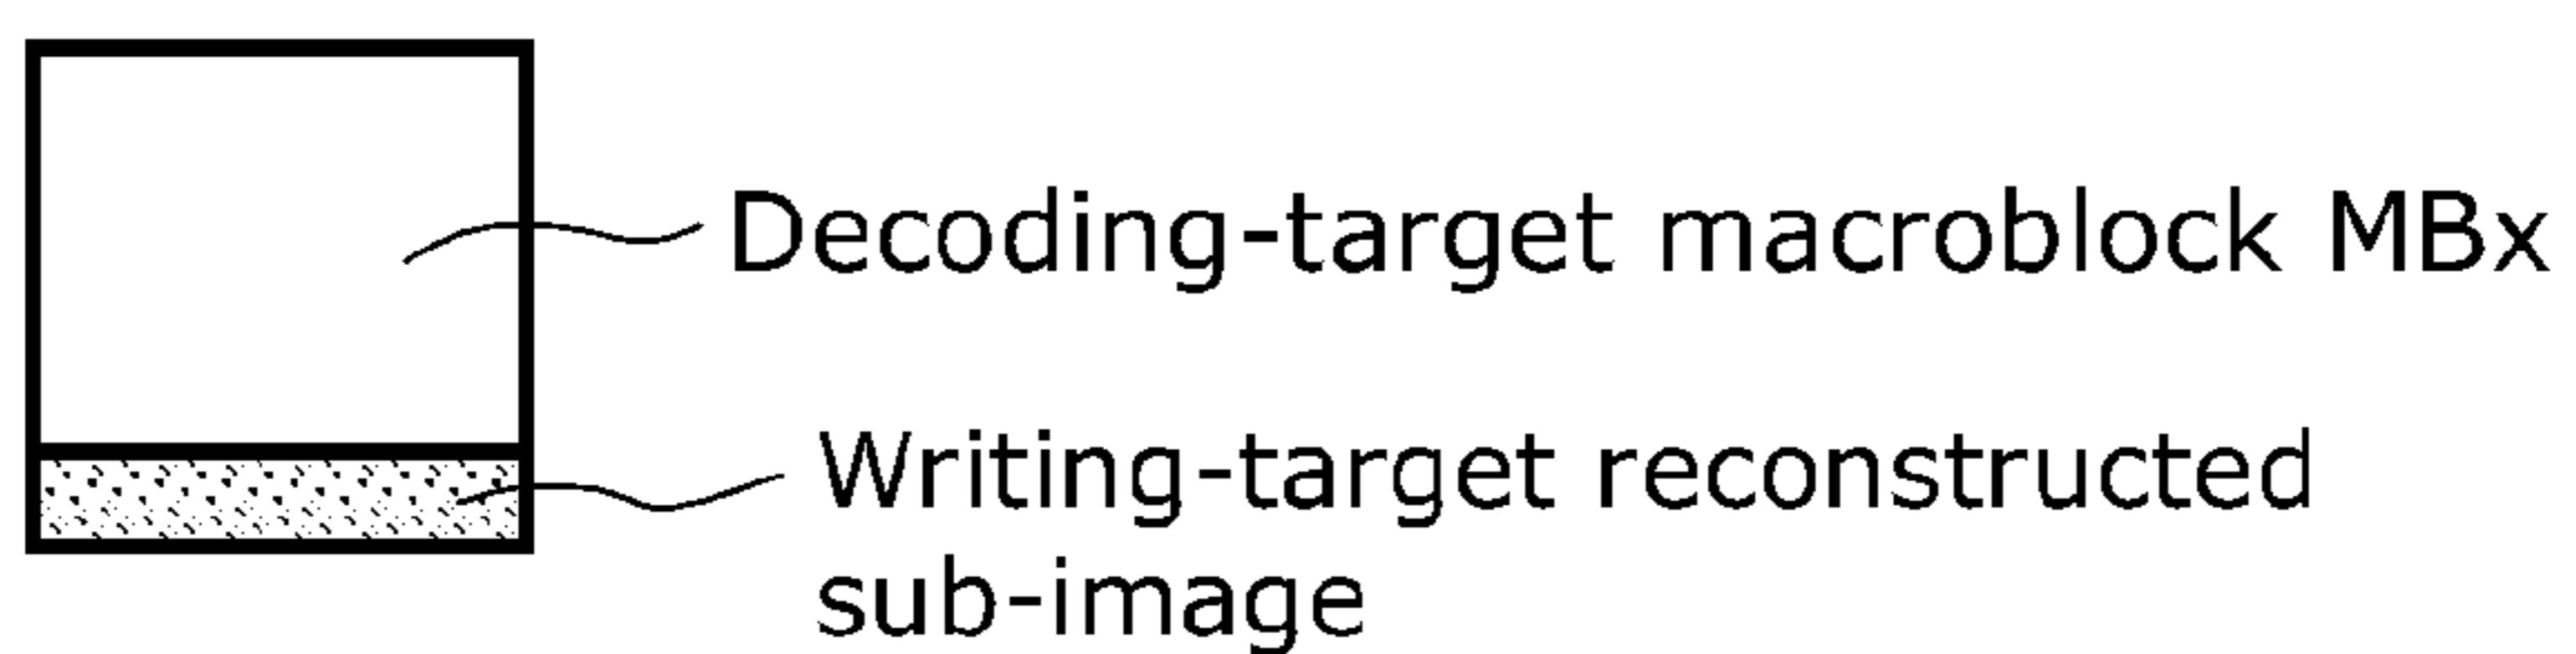 Decoding-target macroblock MBx
Writing-target reconstructed
sub-image